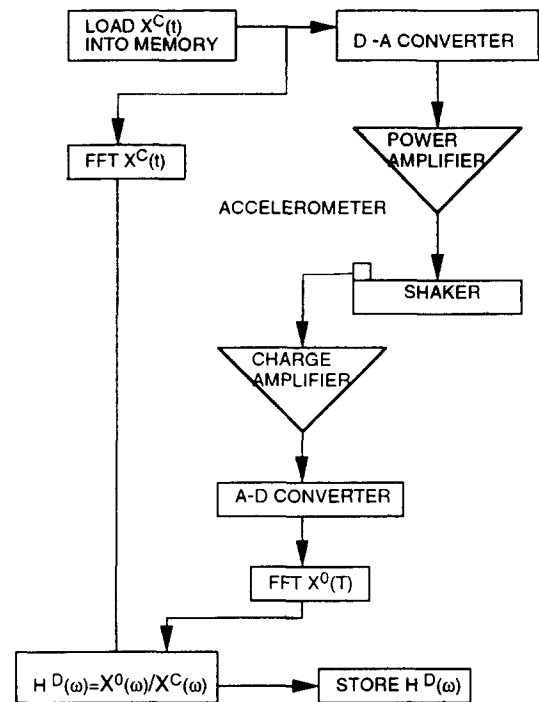 LOAD X^C(t)
INTO MEMORY
D -A CONVERTER
POWER
AMPLIFIER
FFT X^C(t)
ACCELEROMETER
SHAKER
CHARGE
AMPLIFIER
A-D CONVERTER
FFT X^0(T)
H^D(ω)=X^0(ω)/X^C(ω)
STORE H^D(ω)